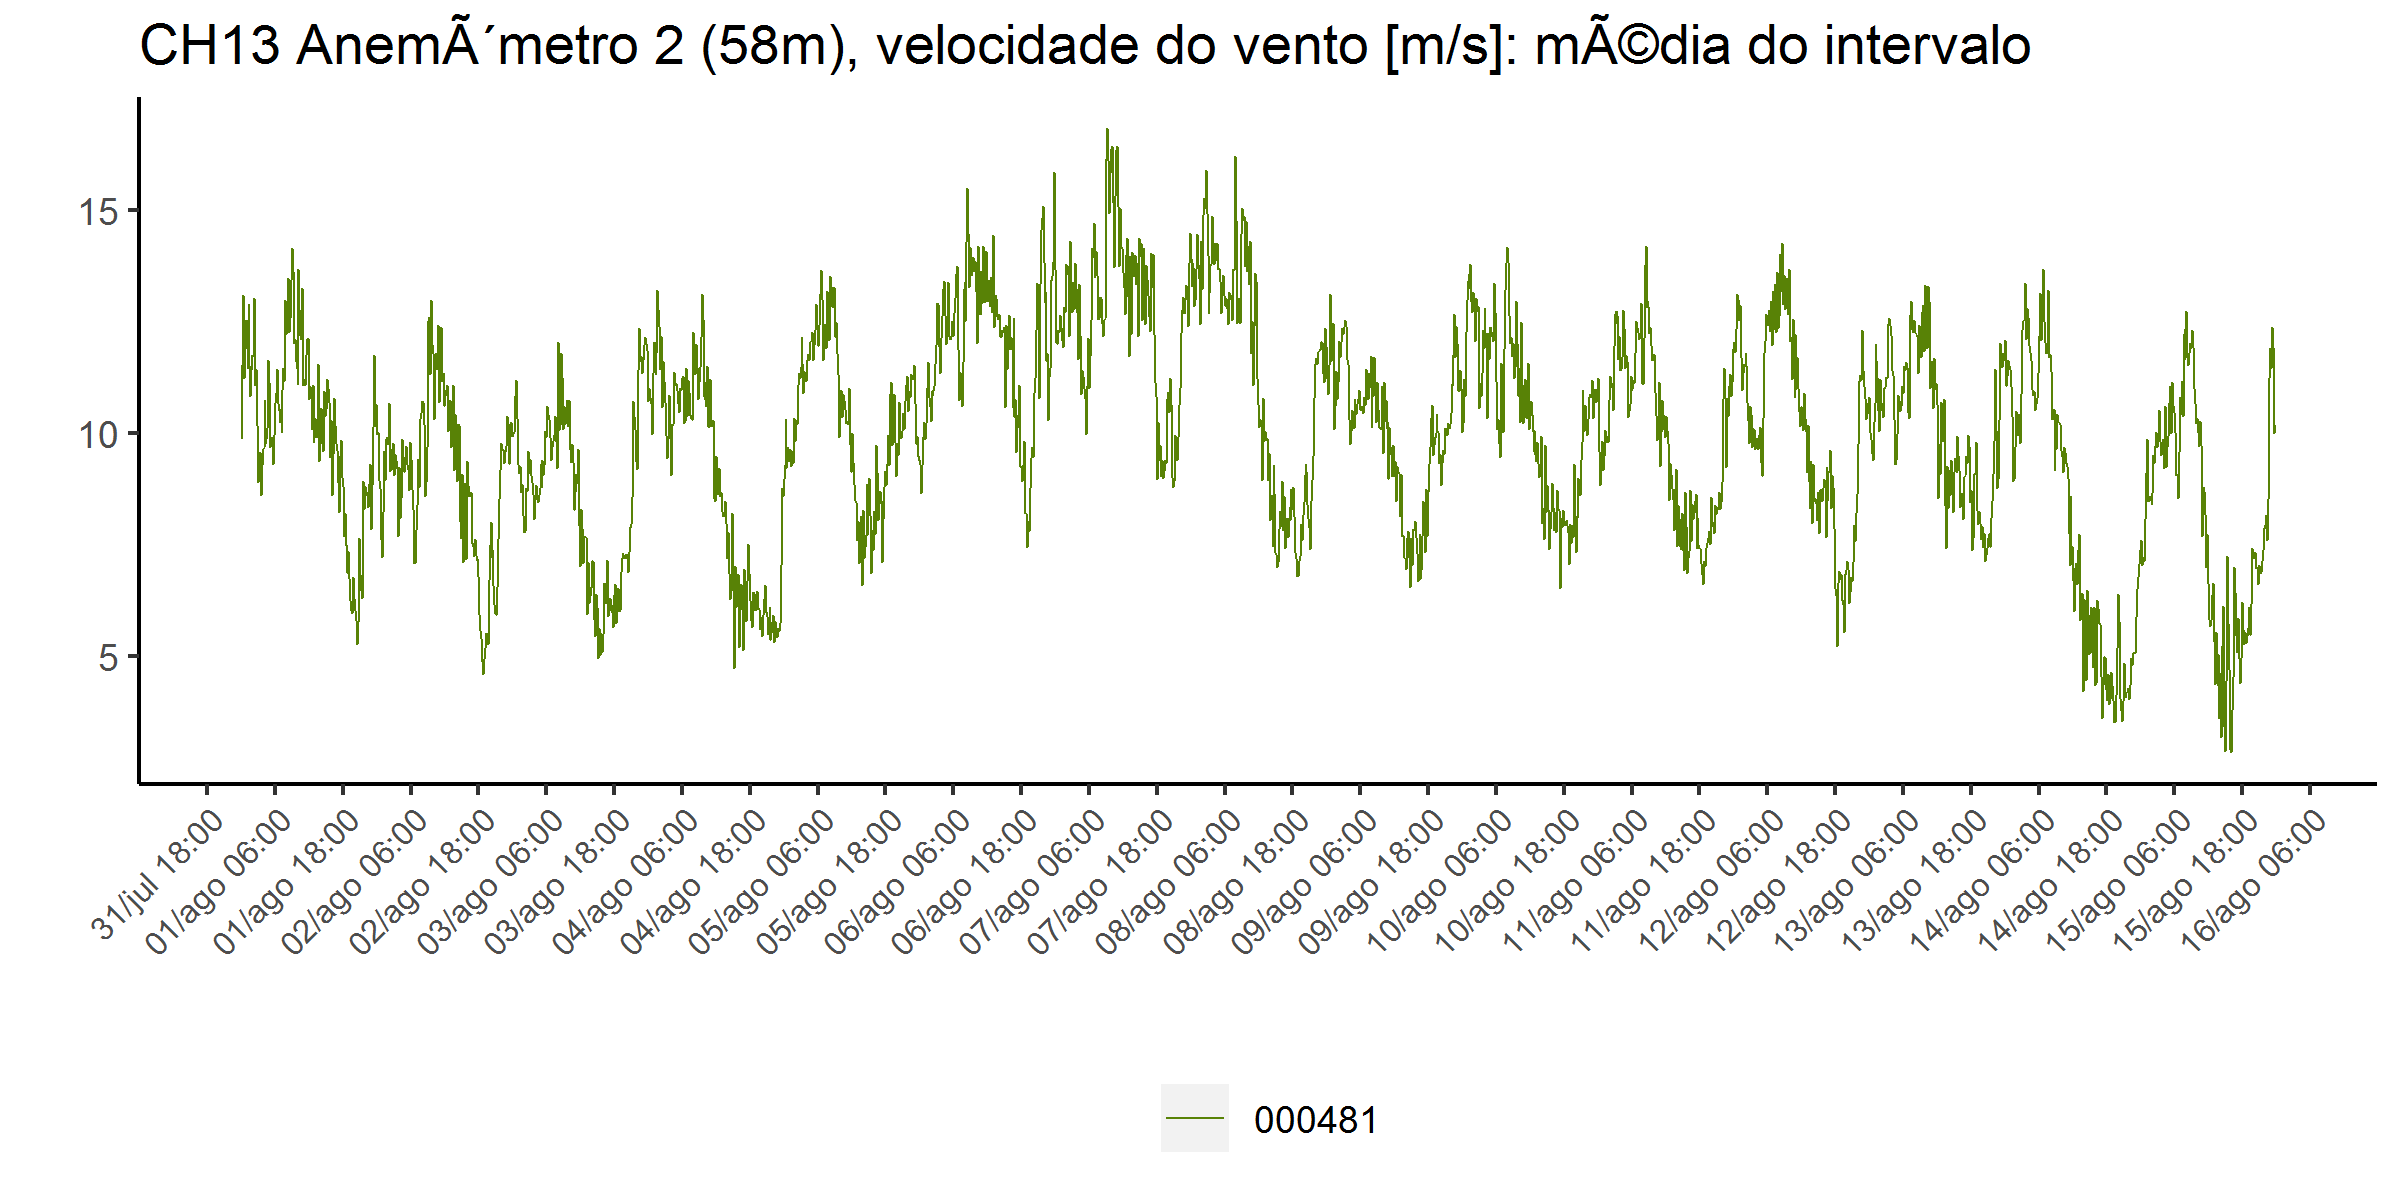 CH13 AnemÃ´metro 2 (58m), velocidade do vento [m/s]: mÃ©dia do intervalo
15
10
5
31/jul 18:00
01/ago 06:00
01/ago 18:00
02/ago 06:00
02/ago 18:00
03/ago 06:00
03/ago 18:00
04/ago 06:00
04/ago 18:00
05/ago 06:00
05/ago 18:00
06/ago 06:00
06/ago 18:00
07/ago 06:00
07/ago 18:00
08/ago 06:00
08/ago 18:00
09/ago 06:00
09/ago 18:00
10/ago 06:00
10/ago 18:00
11/ago 06:00
11/ago 18:00
12/ago 06:00
12/ago 18:00
13/ago 06:00
13/ago 18:00
14/ago 06:00
14/ago 18:00
15/ago 06:00
15/ago 18:00
16/ago 06:00
000481